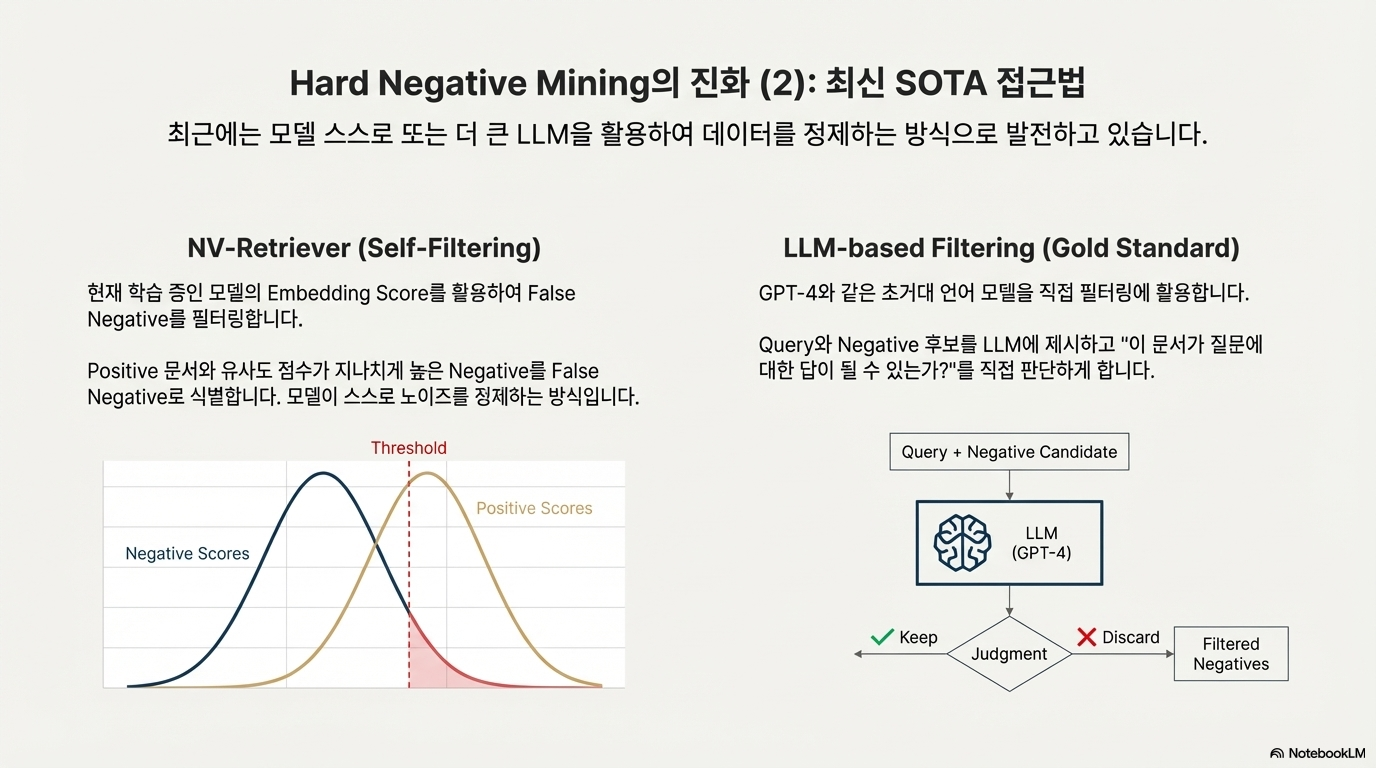 Hard Negative Mining의 진화 (2): 최신 SOTA 접근법
최근에는 모델 스스로 또는 더 큰 LLM을 활용하여 데이터를 정제하는 방식으로 발전하고 있습니다.
NV-Retriever (Self-Filtering)
현재 학습 중인 모델의 Embedding Score를 활용하여 False
Negative를 필터링합니다.
Positive 문서와 유사도 점수가 지나치게 높은 Negative를 False
Negative로 식별합니다. 모델이 스스로 노이즈를 정제하는 방식입니다.
Threshold
Positive Scores
Negative Scores
LLM-based Filtering (Gold Standard)
GPT-4와 같은 초거대 언어 모델을 직접 필터링에 활용합니다.
Query와 Negative 후보를 LLM에 제시하고 "이 문서가 질문에
대한 답이 될 수 있는가?"를 직접 판단하게 합니다.
Query + Negative Candidate
LLM
(GPT-4)
Keep
Judgment
Discard
Filtered
Negatives
NotebookLM